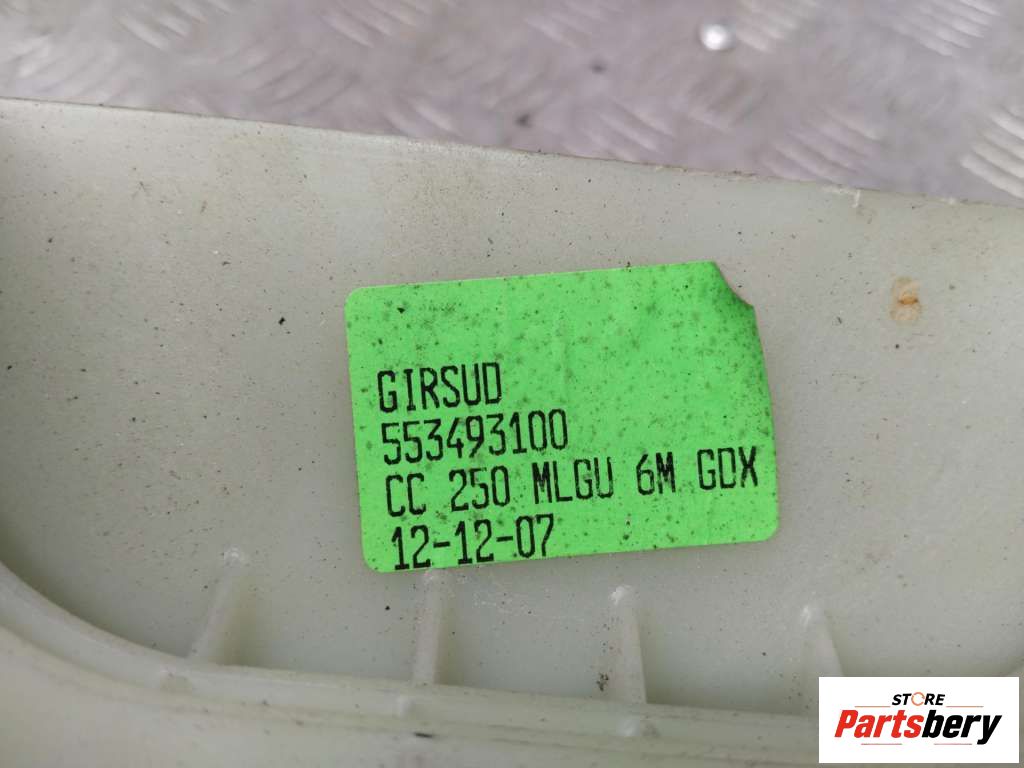 GIRSUD
553493100
CC 250 MLGU 6M GDX
12-12-07
STORE
Partsbery